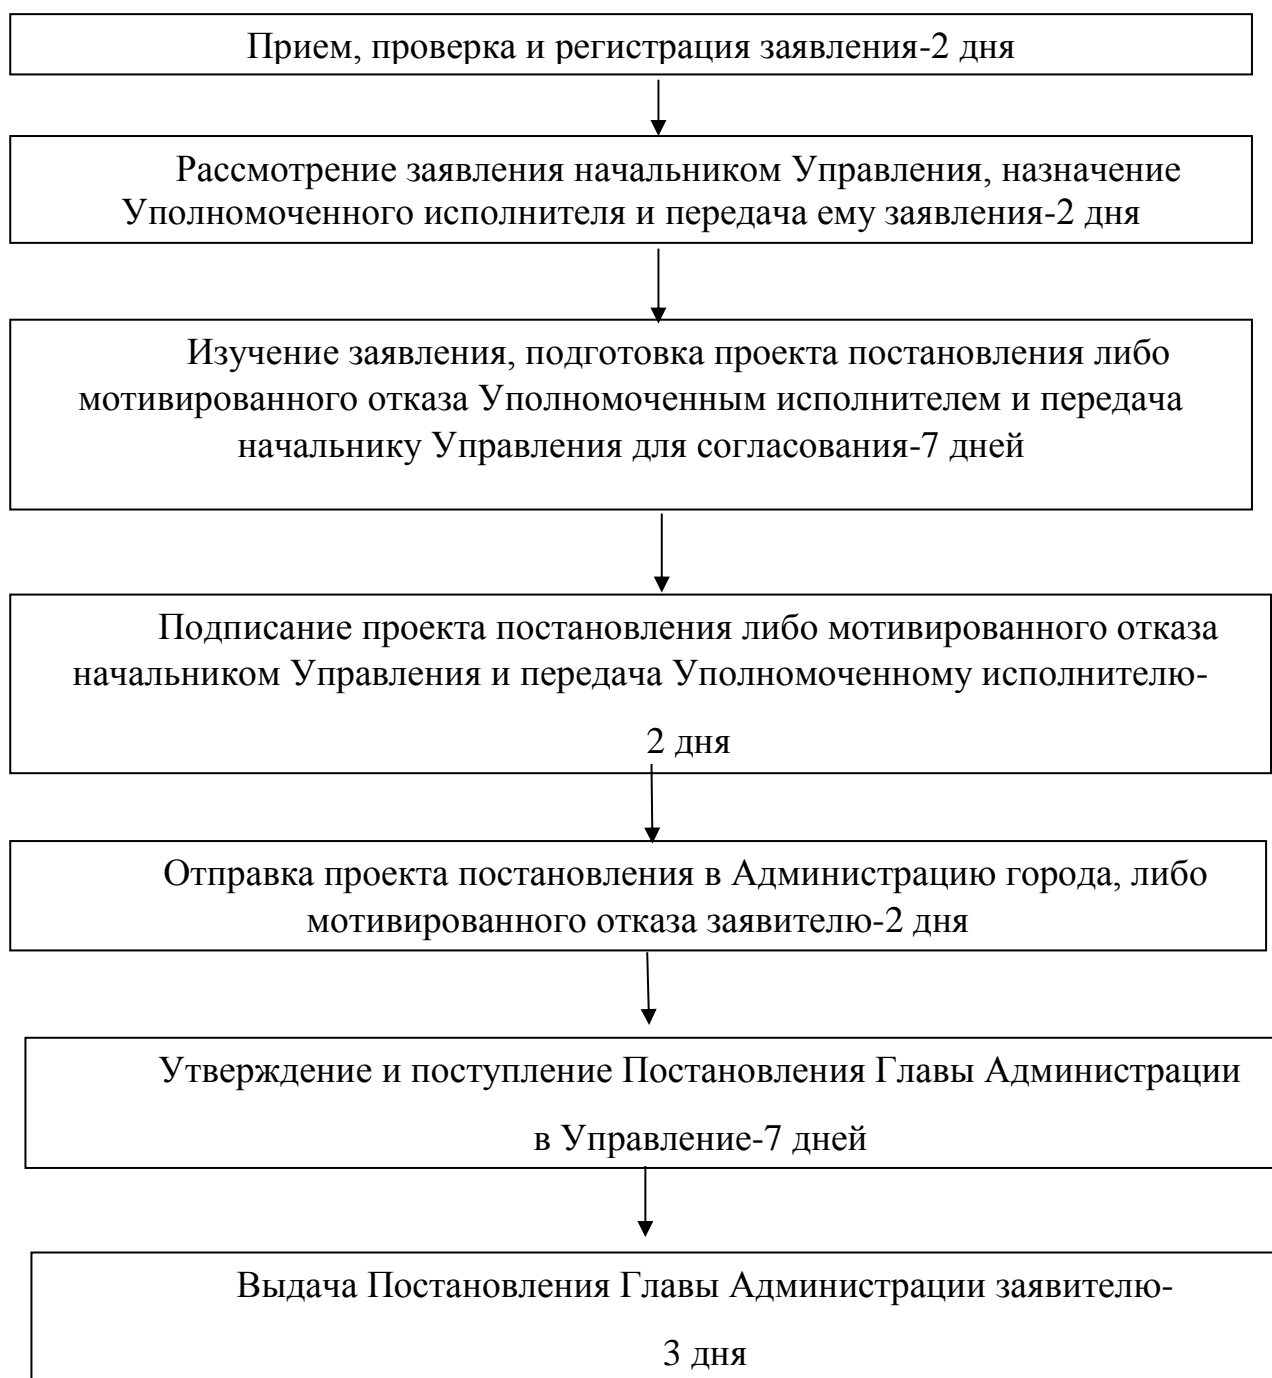 Прием, проверка и регистрация заявления-2 дня
Рассмотрение заявления начальником Управления, назначение
Уполномоченного исполнителя и передача ему заявления-2 дня
Изучение заявления, подготовка проекта постановления либо
мотивированного отказа Уполномоченным исполнителем и передача
начальнику Управления для согласования-7 дней
Подписание проекта постановления либо мотивированного отказа
начальником Управления и передача Уполномоченному исполнителю-
2 дня
Отправка проекта постановления в Администрацию города, либо
мотивированного отказа заявителю-2 дня
Утверждение и поступление Постановления Главы Администрации
в Управление-7 дней
Выдача Постановления Главы Администрации заявителю-
3 дня